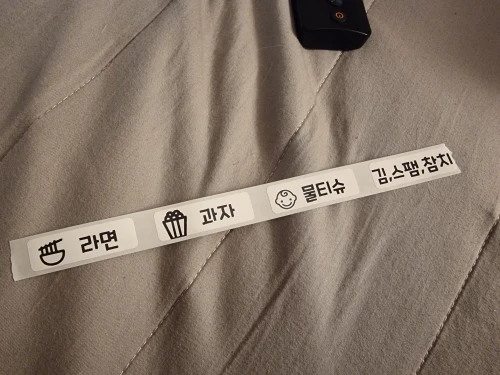 라면
과자
물티슈
김,스팸,참치